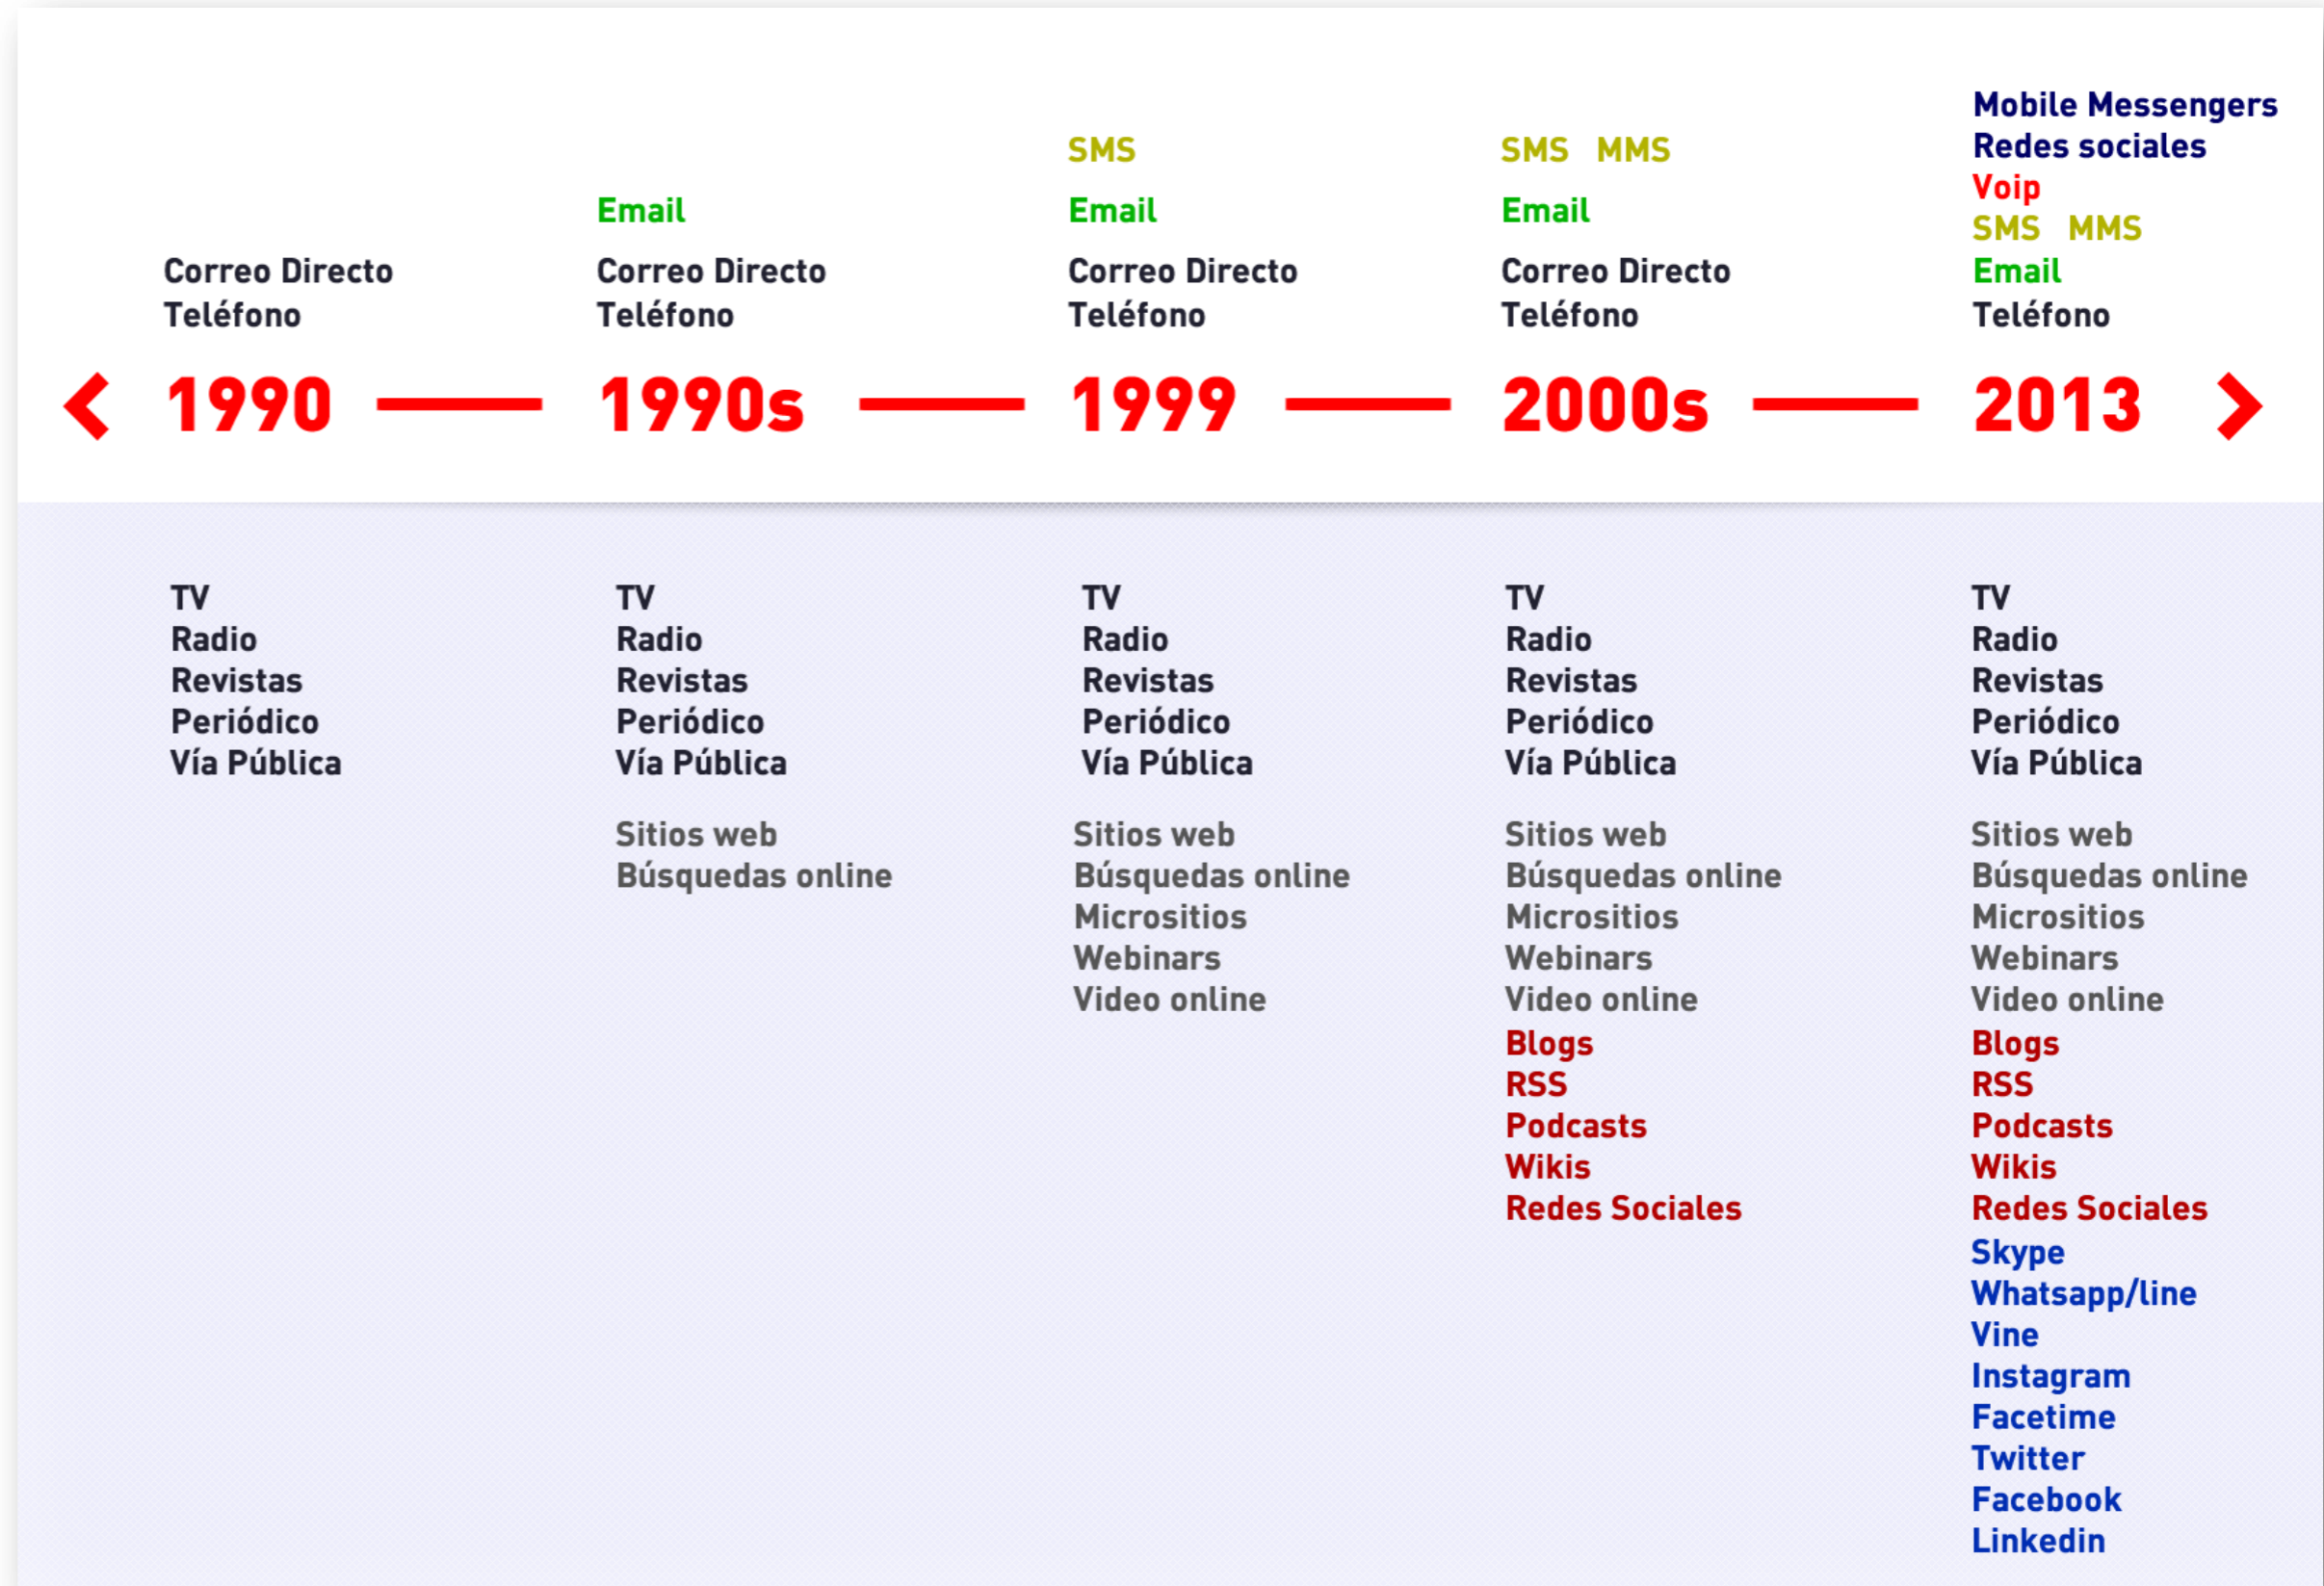 Correo Directo
Teléfono
1990
Email
Correo Directo
Teléfono
1990s
SMS
Email
Correo Directo
Teléfono
1999
SMS MMS
Email
Correo Directo
Teléfono
2000s
Mobile Messengers
Redes sociales
Voip
SMS MMS
Email
Teléfono
2013
TV
Radio
Revistas
Periódico
Vía Pública
TV
Radio
Revistas
Periódico
Vía Pública
Sitios web
Búsquedas online
TV
Radio
Revistas
Periódico
Vía Pública
Sitios web
Búsquedas online
Micrositios
Webinars
Video online
TV
Radio
Revistas
Periódico
Vía Pública
Sitios web
Búsquedas online
Micrositios
Webinars
Video online
Blogs
RSS
Podcasts
Wikis
Redes Sociales
TV
Radio
Revistas
Periódico
Vía Pública
Sitios web
Búsquedas online
Micrositios
Webinars
Video online
Blogs
RSS
Podcasts
Wikis
Redes Sociales
Skype
Whatsapp/line
Vine
Instagram
Facetime
Twitter
Facebook
Linkedin